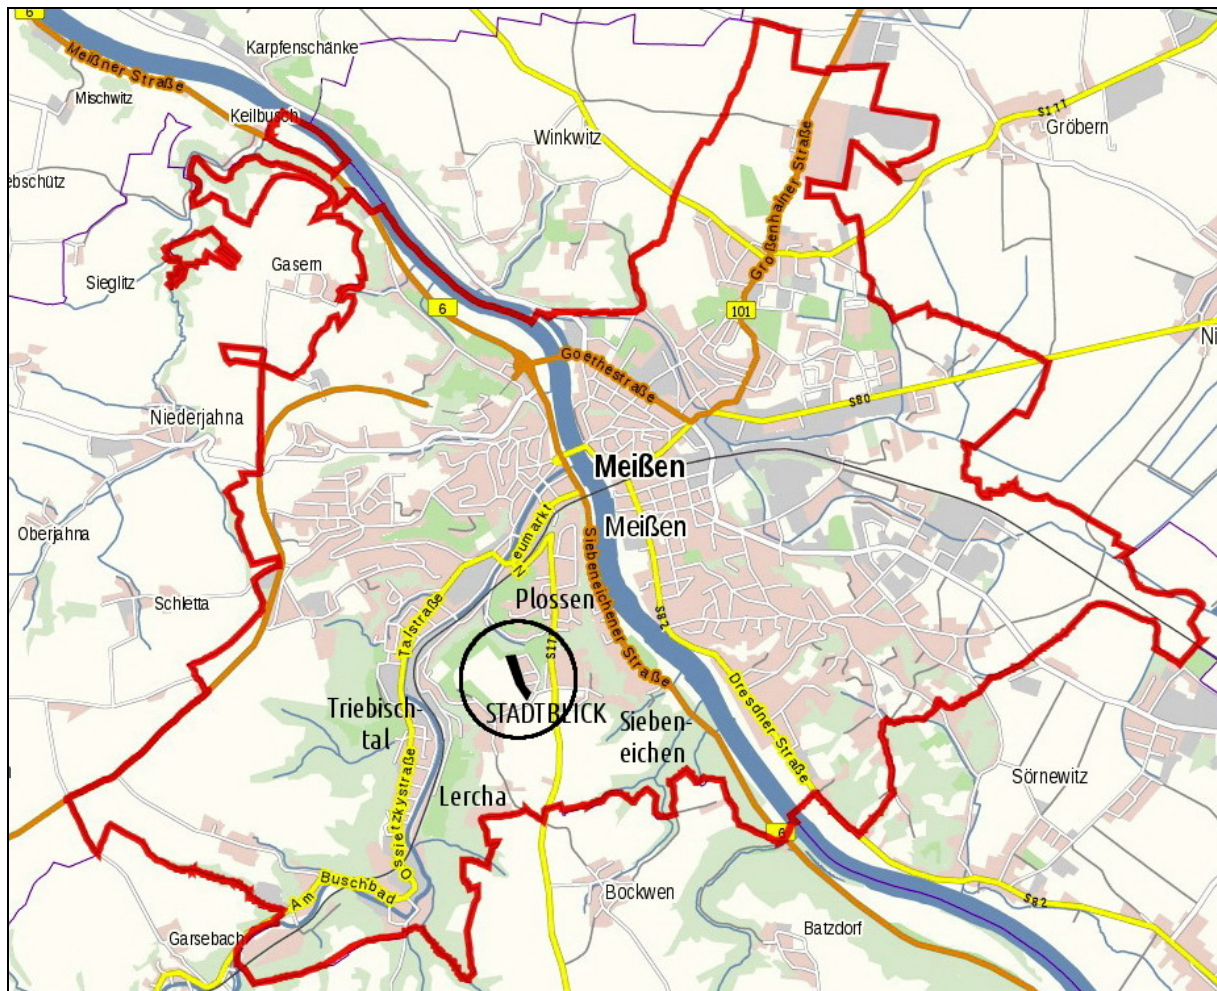 6
Karpfenschänke
Meißner Straße
Mischwitz
Keilbusch
Winkwitz
S177
Gröbern
ebschütz
Großenhainer Straße
Sieglitz
Gasern
6
101
Goethestraße
Ni
Niederjahna
S80
Meißen
Oberjahna
Neumarkt
Meißen
Siebeneichener Straße
Schletta
Plossen
Talstraße
S177
S82
Triebisch-
tal
STADTBLICK
Sieben-
eichen
Dresdner Straße
Sörnewitz
Lercha
Ossietzkystraße
6
Am Buschbad
Bockwen
S82
Garsebach
Batzdorf